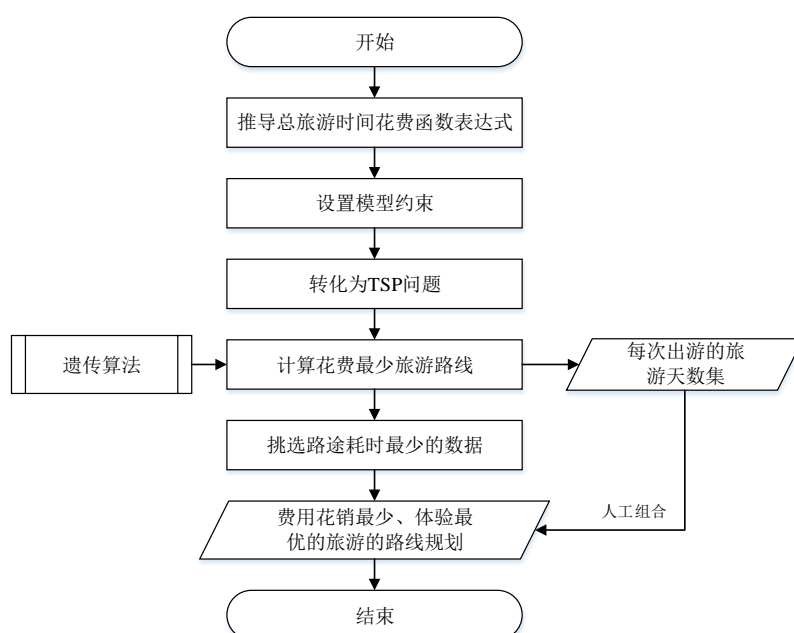 开始
推导总旅游时间花费函数表达式
设置模型约束
转化为TSP问题
遗传算法
计算花费最少旅游路线
每次出游的旅
游天数集
挑选路途耗时最少的数据
人工组合
费用花销最少、体验最
优的旅游的路线规划
结束